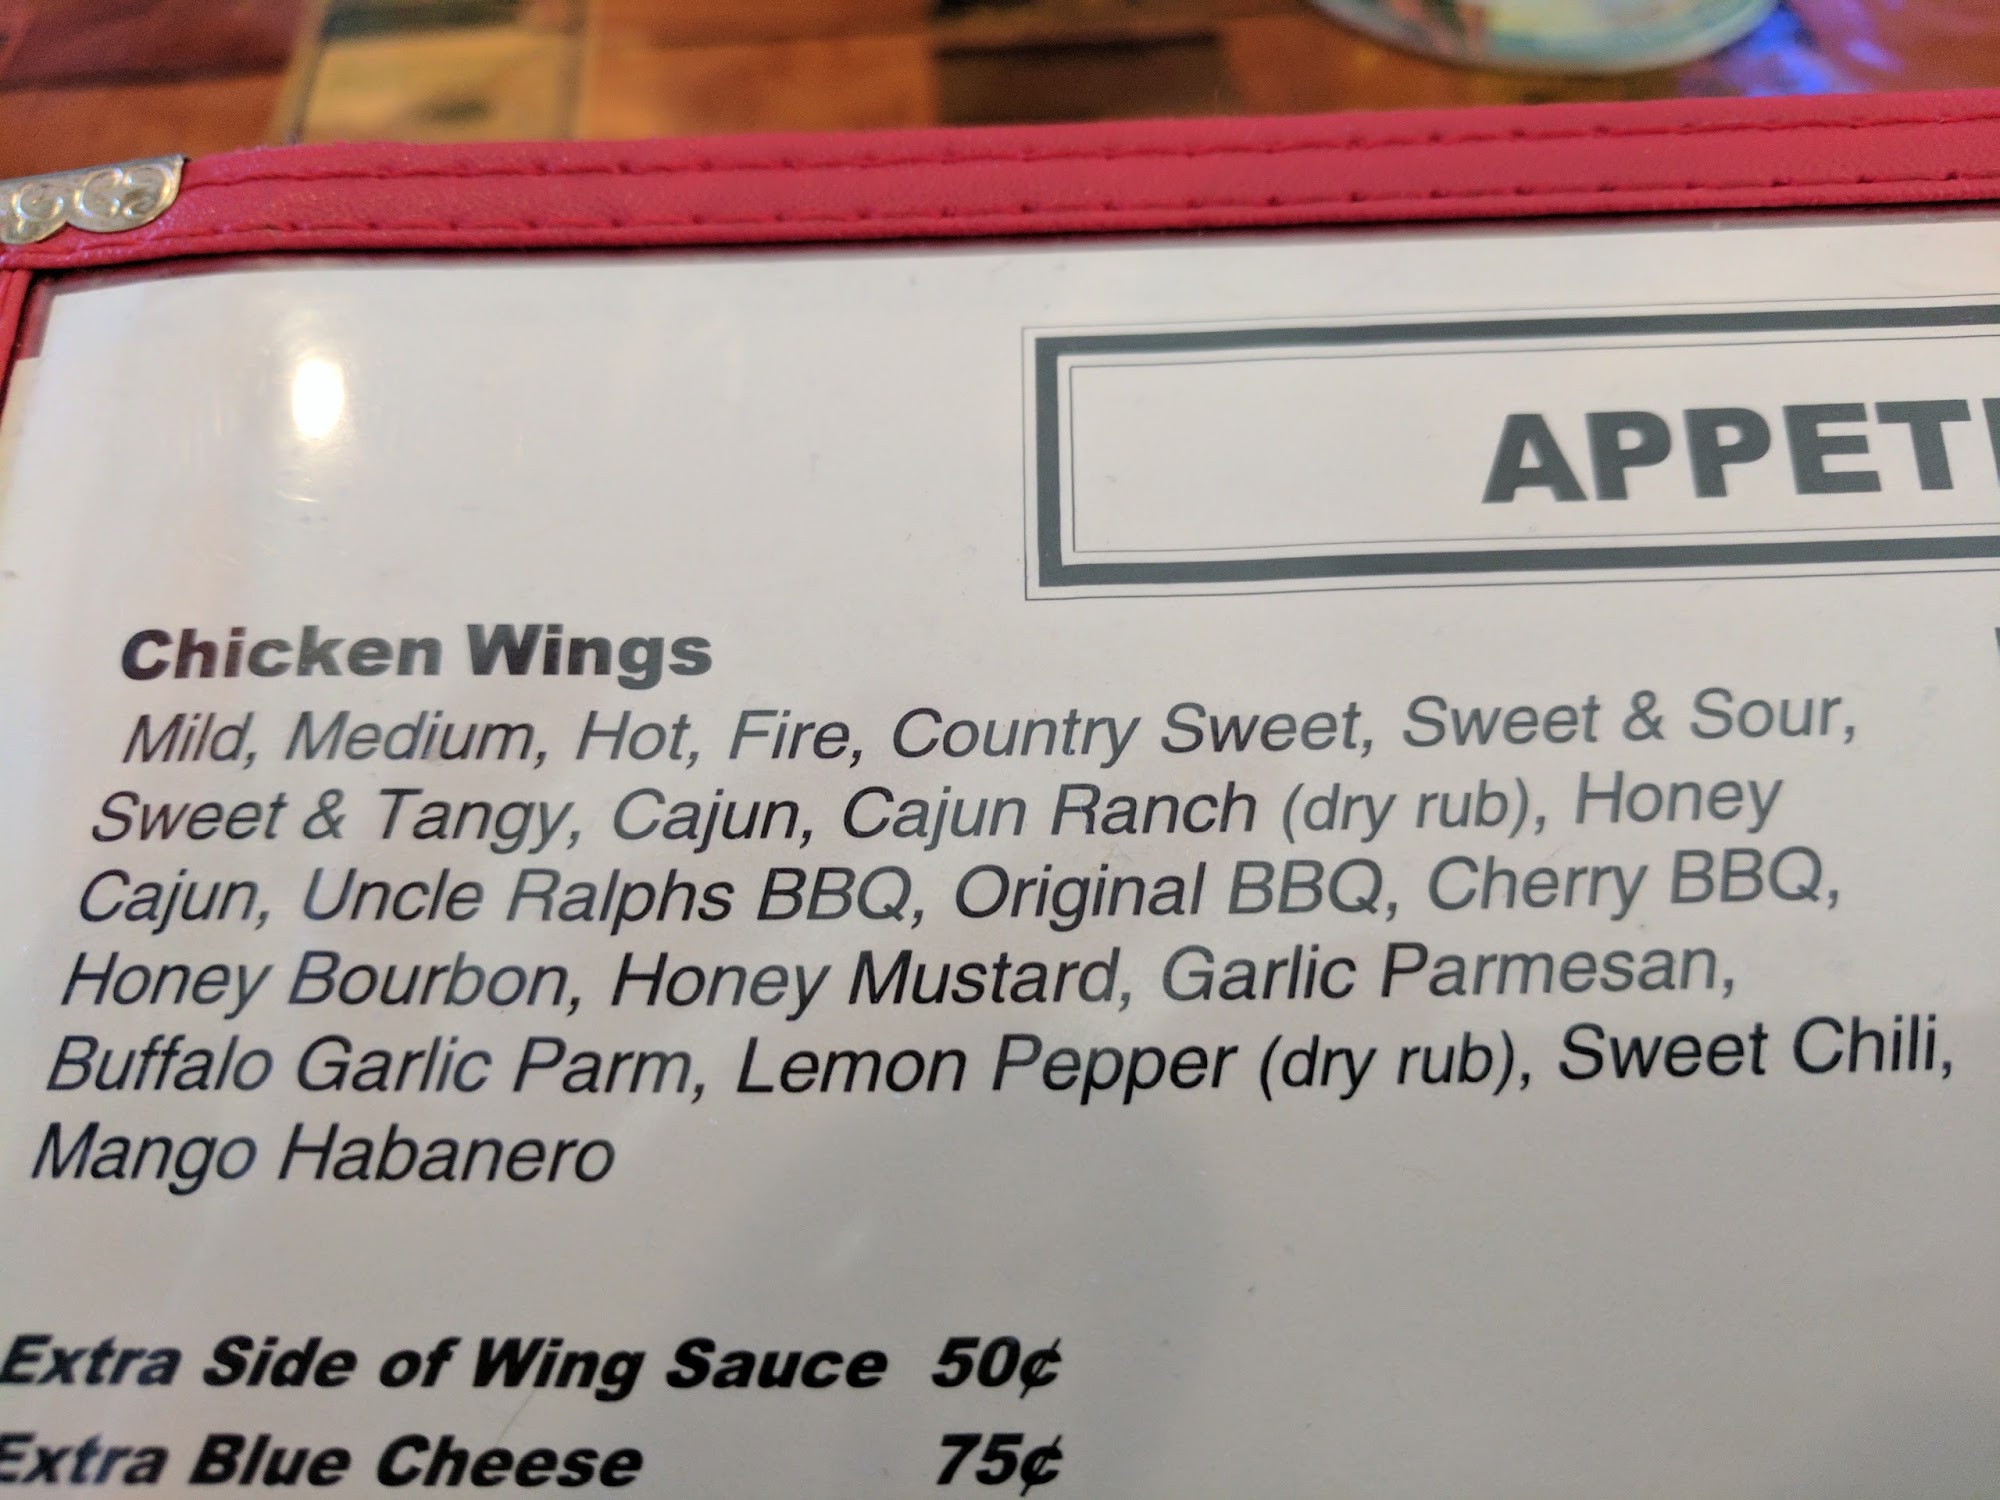 APPETI
Chicken Wings
Mild, Medium, Hot, Fire, Country Sweet, Sweet & Sour,
Sweet & Tangy, Cajun, Cajun Ranch (dry rub), Honey
Cajun, Uncle Ralphs BBQ, Original BBQ, Cherry BBQ,
Honey Bourbon, Honey Mustard, Garlic Parmesan,
Buffalo Garlic Parm, Lemon Pepper (dry rub), Sweet Chili,
Mango Habanero
Extra Side of Wing Sauce 50¢
Extra Blue Cheese 75¢